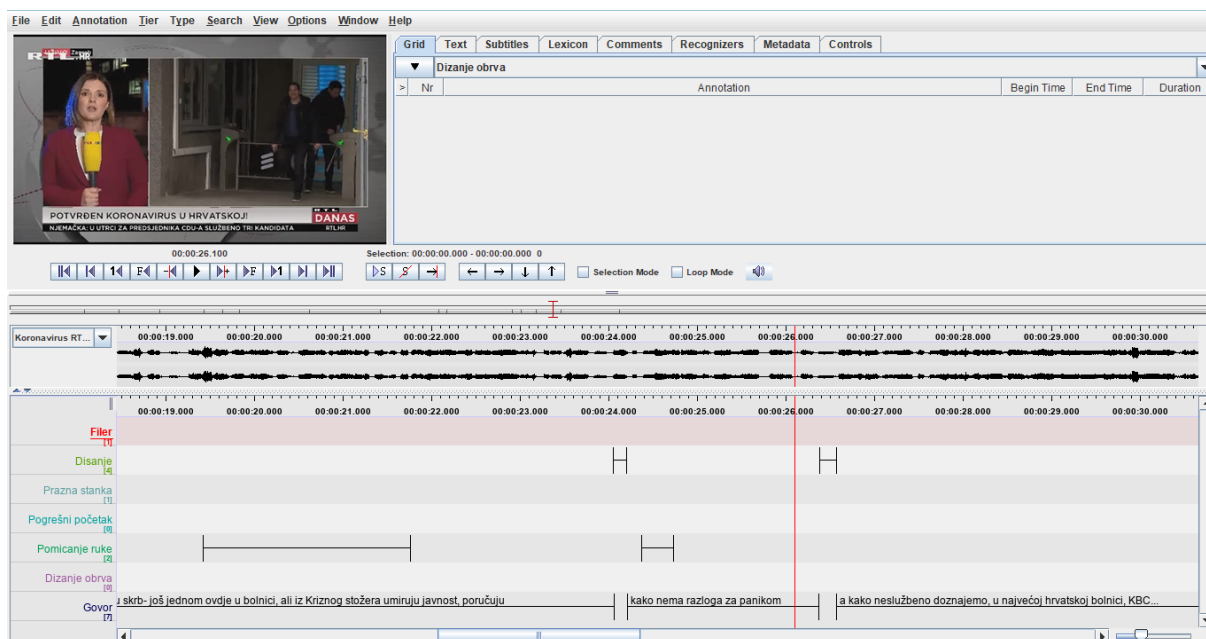 File Edit Annotation Tier Type Search View Options Window Help
RTL.HR
POTVRĐEN KORONAVIRUS U HRVATSKOJ!
RTL
DANAS
NJEMAČKA: U UTRCI ZA PREDSJEDNIKA CDU-A SLUŽBENO TRI KANDIDATA RTL.HR
Grid Text Subtitles Lexicon Comments Recognizers Metadata Controls
Dizanje obrva
> Nr Annotation Begin Time End Time Duration
00:00:26.100 Selection: 00:00:00.000 - 00:00:00.000 0
1 F F 1 S S Selection Mode Loop Mode
Koronavirus RT... 00:00:19.000 00:00:20.000 00:00:21.000 00:00:22.000 00:00:23.000 00:00:24.000 00:00:25.000 00:00:26.000 00:00:27.000 00:00:28.000 00:00:29.000 00:00:30.000
00:00:19.000 00:00:20.000 00:00:21.000 00:00:22.000 00:00:23.000 00:00:24.000 00:00:25.000 00:00:26.000 00:00:27.000 00:00:28.000 00:00:29.000 00:00:30.000
Filer
[1]
Disanje
[4]
Prazna stanka
[1]
Pogrešni početak
[0]
Pomicanje ruke
[2]
Dizanje obrva
[0]
Govor
[7]
u skrb- još jednom ovdje u bolnici, ali iz Kriznog stožera umiruju javnost, poručuju kako nema razloga za panikom a kako neslužbeno doznajemo, u najvećoj hrvatskoj bolnici, KBC...